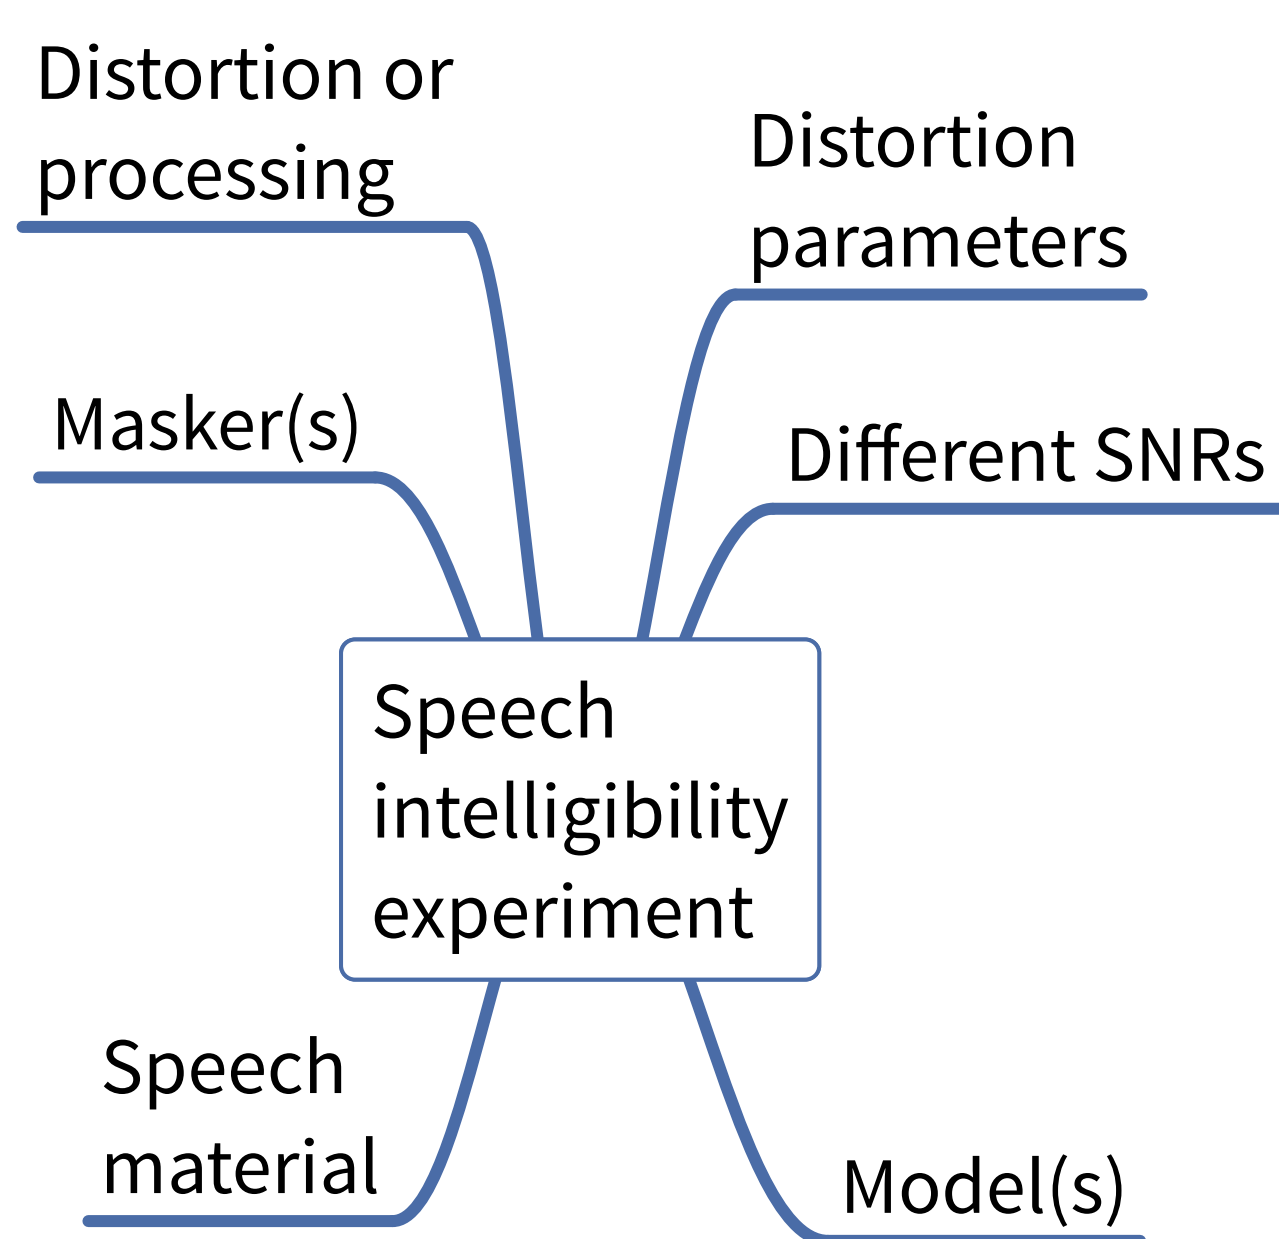 Distortion or
processing
Distortion
parameters
Masker(s)
Different SNRs
Speech
intelligibility
experiment
Speech
material
Model(s)